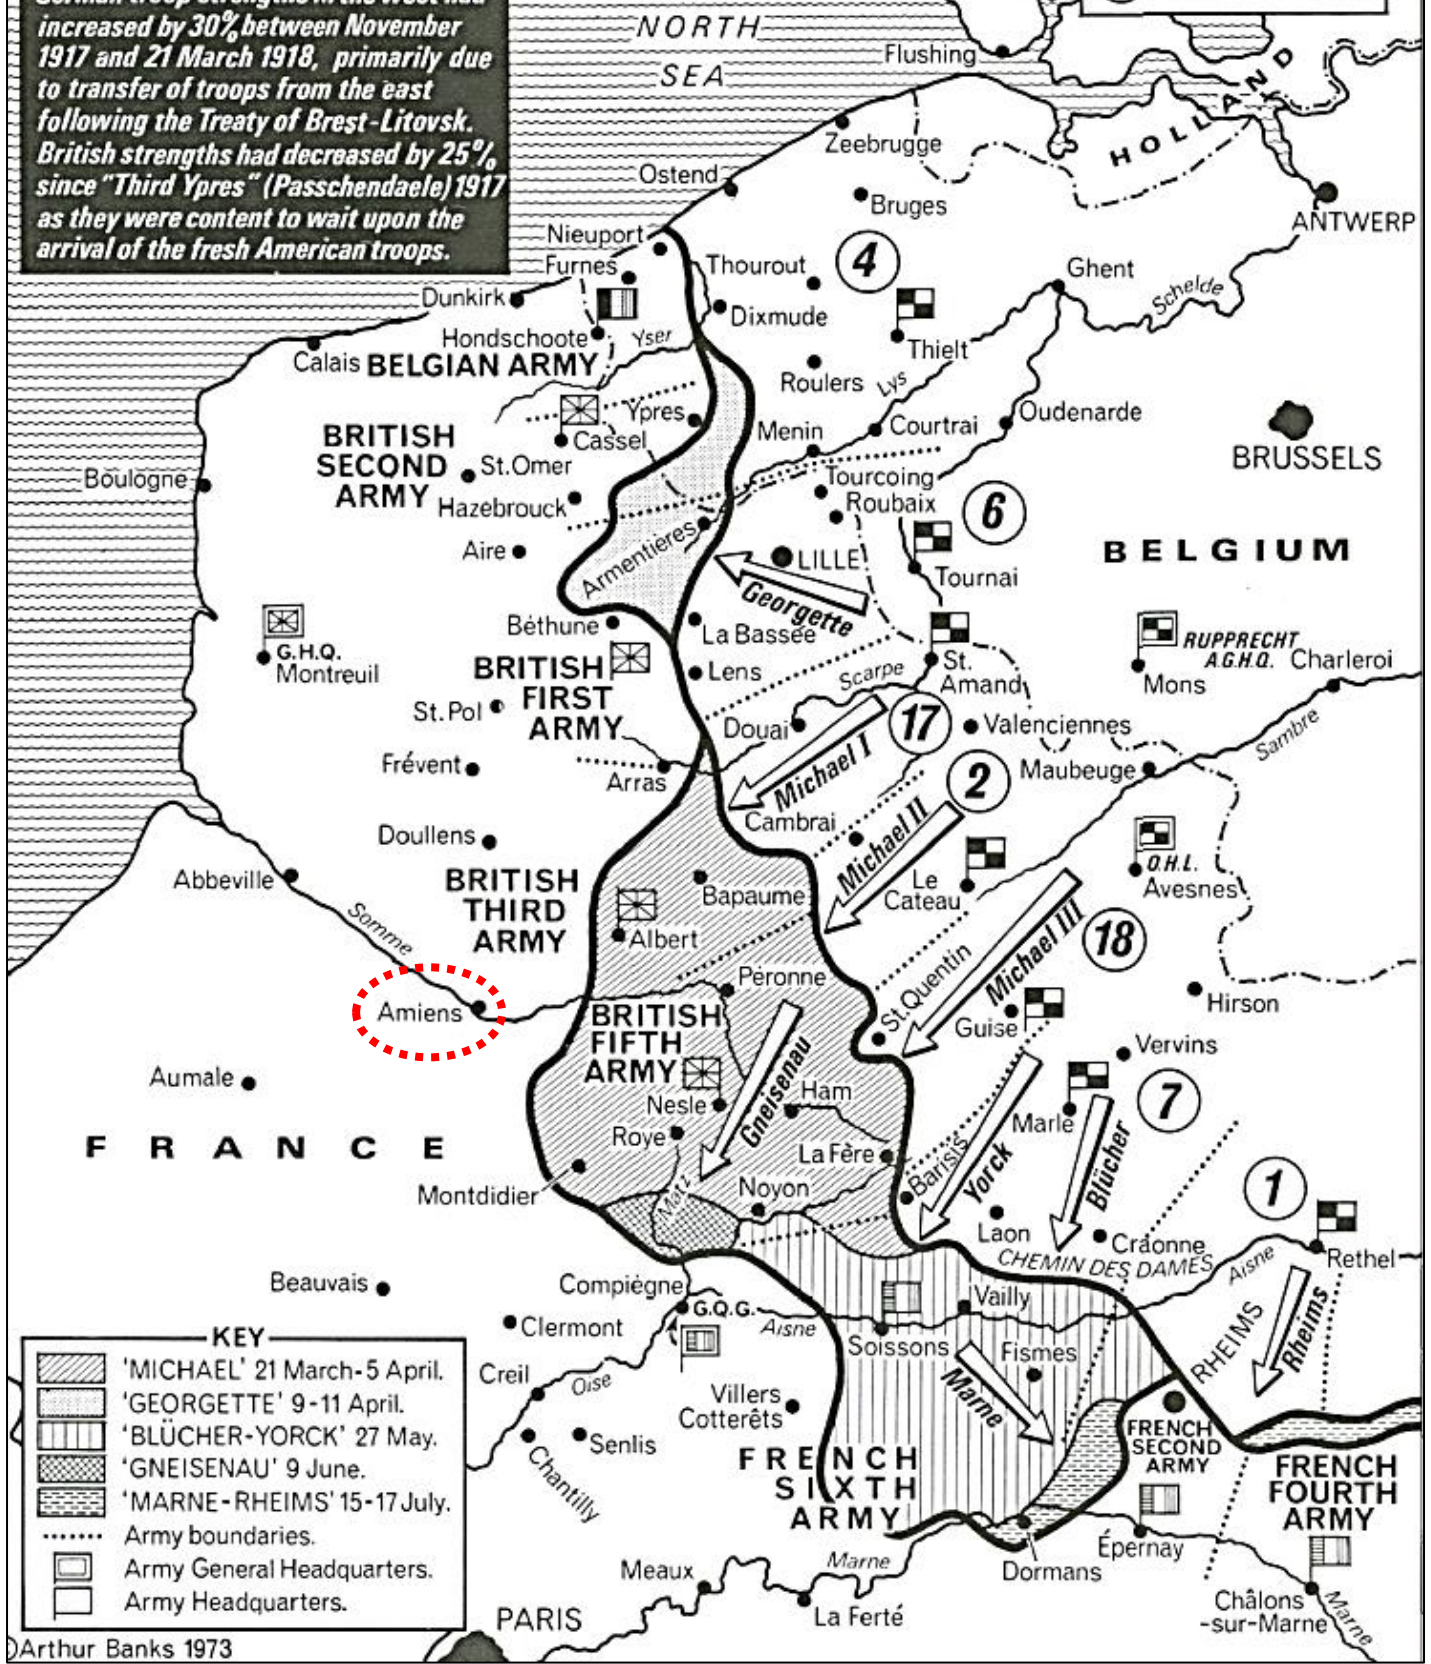 German troop strengths in the west had
increased by 30% between November
1917 and 21 March 1918, primarily due
to transfer of troops from the east
following the Treaty of Brest-Litovsk.
British strengths had decreased by 25%
since "Third Ypres" (Passchendaele) 1917
as they were content to wait upon the
arrival of the fresh American troops.
NORTH
SEA
Flushing
HOLLAND
Zeebrugge
Ostend
Bruges
ANTWERP
Nieuport
Furnes
Thourout
4
Ghent
Schelde
Dunkirk
Dixmude
Hondschoote
Yser
Thielt
Calais
BELGIAN ARMY
Roulers
Lys
Ypres
Oudenarde
Cassel
Menin
Courtrai
BRITISH
SECOND
ARMY
BRUSSELS
St.Omer
Boulogne
Tourcoing
Roubaix
Hazebrouck
6
Aire
Armentières
LILLE
BELGIUM
Tournai
Georgette
Béthune
La Bassée
G.H.Q.
Montreuil
RUPPRECHT
A.G.H.Q.
Charleroi
Mons
BRITISH
FIRST
ARMY
Lens
Scarpe
St.
Amand
St.Pol
Douai
17
Valenciennes
Sambre
Frévent
Arras
Michael I
2
Maubeuge
Doullens
Cambrai
Michael II
Abbeville
BRITISH
THIRD
ARMY
Bapaume
Le
Cateau
O.H.L.
Avesnes
Somme
Albert
Michael III
18
Péronne
St.Quentin
Amiens
BRITISH
FIFTH
ARMY
Guise
Hirson
Gneisenau
Vervins
Aumale
Nesle
Ham
Marle
7
FRANCE
Roye
La Fère
Barisis
Yorck
Blücher
Montdidier
Matz
Noyon
1
Laon
Craonne
CHEMIN DES DAMES
Aisne
Rethel
Beauvais
Compiègne
G.Q.G.
Aisne
Vailly
RHEIMS
Rheims
Clermont
Soissons
Fismes
Creil
Oise
Marne
Villers
Cotterêts
Senlis
Chantilly
FRENCH
SECOND
ARMY
FRENCH
SIXTH
ARMY
FRENCH
FOURTH
ARMY
Épernay
Dormans
Meaux
Marne
La Ferté
Châlons
-sur-Marne
Marne
PARIS
KEY
'MICHAEL' 21 March-5 April.
'GEORGETTE' 9-11 April.
'BLÜCHER-YORCK' 27 May.
'GNEISENAU' 9 June.
'MARNE-RHEIMS' 15-17 July.
Army boundaries.
Army General Headquarters.
Army Headquarters.
©Arthur Banks 1973